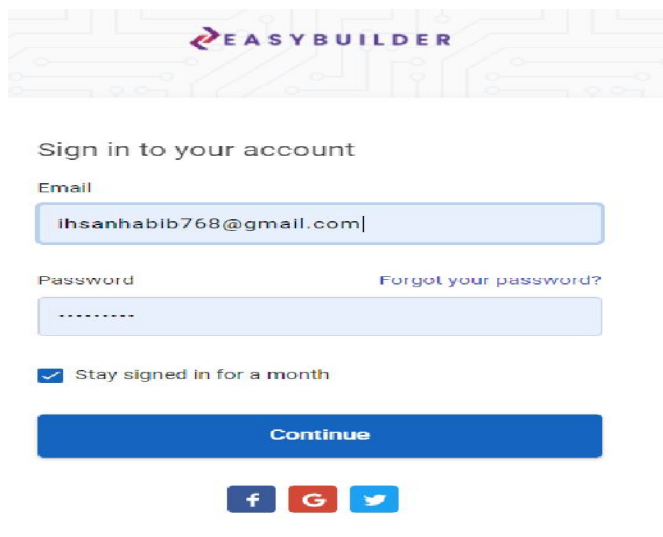 EASYBUILDER
Sign in to your account
Email
ihsanhabib768@gmail.com
Password Forgot your password?
·········
Stay signed in for a month
Continue
f G